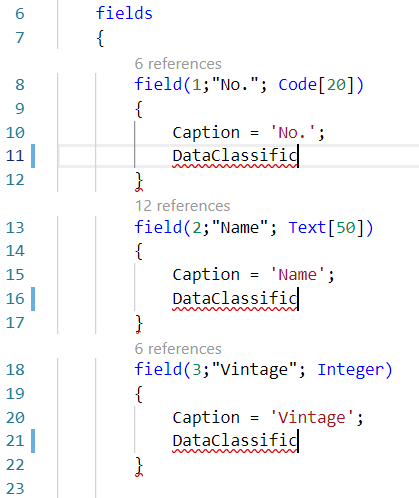 6 fields
7 {
6 references
8 field(1;"No."; Code[20])
9 {
10 Caption = 'No.';
11 DataClassific
12 }
12 references
13 field(2;"Name"; Text[50])
14 {
15 Caption = 'Name';
16 DataClassific
17 }
6 references
18 field(3;"Vintage"; Integer)
19 {
20 Caption = 'Vintage';
21 DataClassific
22 }
23